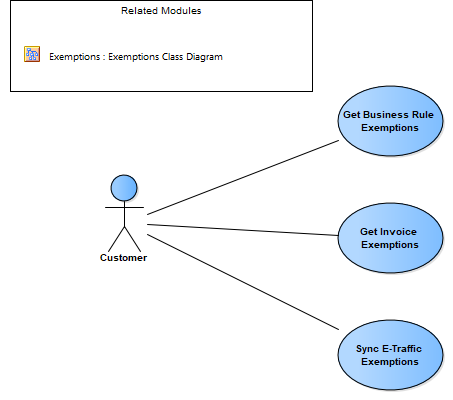 Related Modules
Exemptions : Exemptions Class Diagram
Get Business Rule
Exemptions
Get Invoice
Exemptions
Customer
Sync E-Traffic
Exemptions